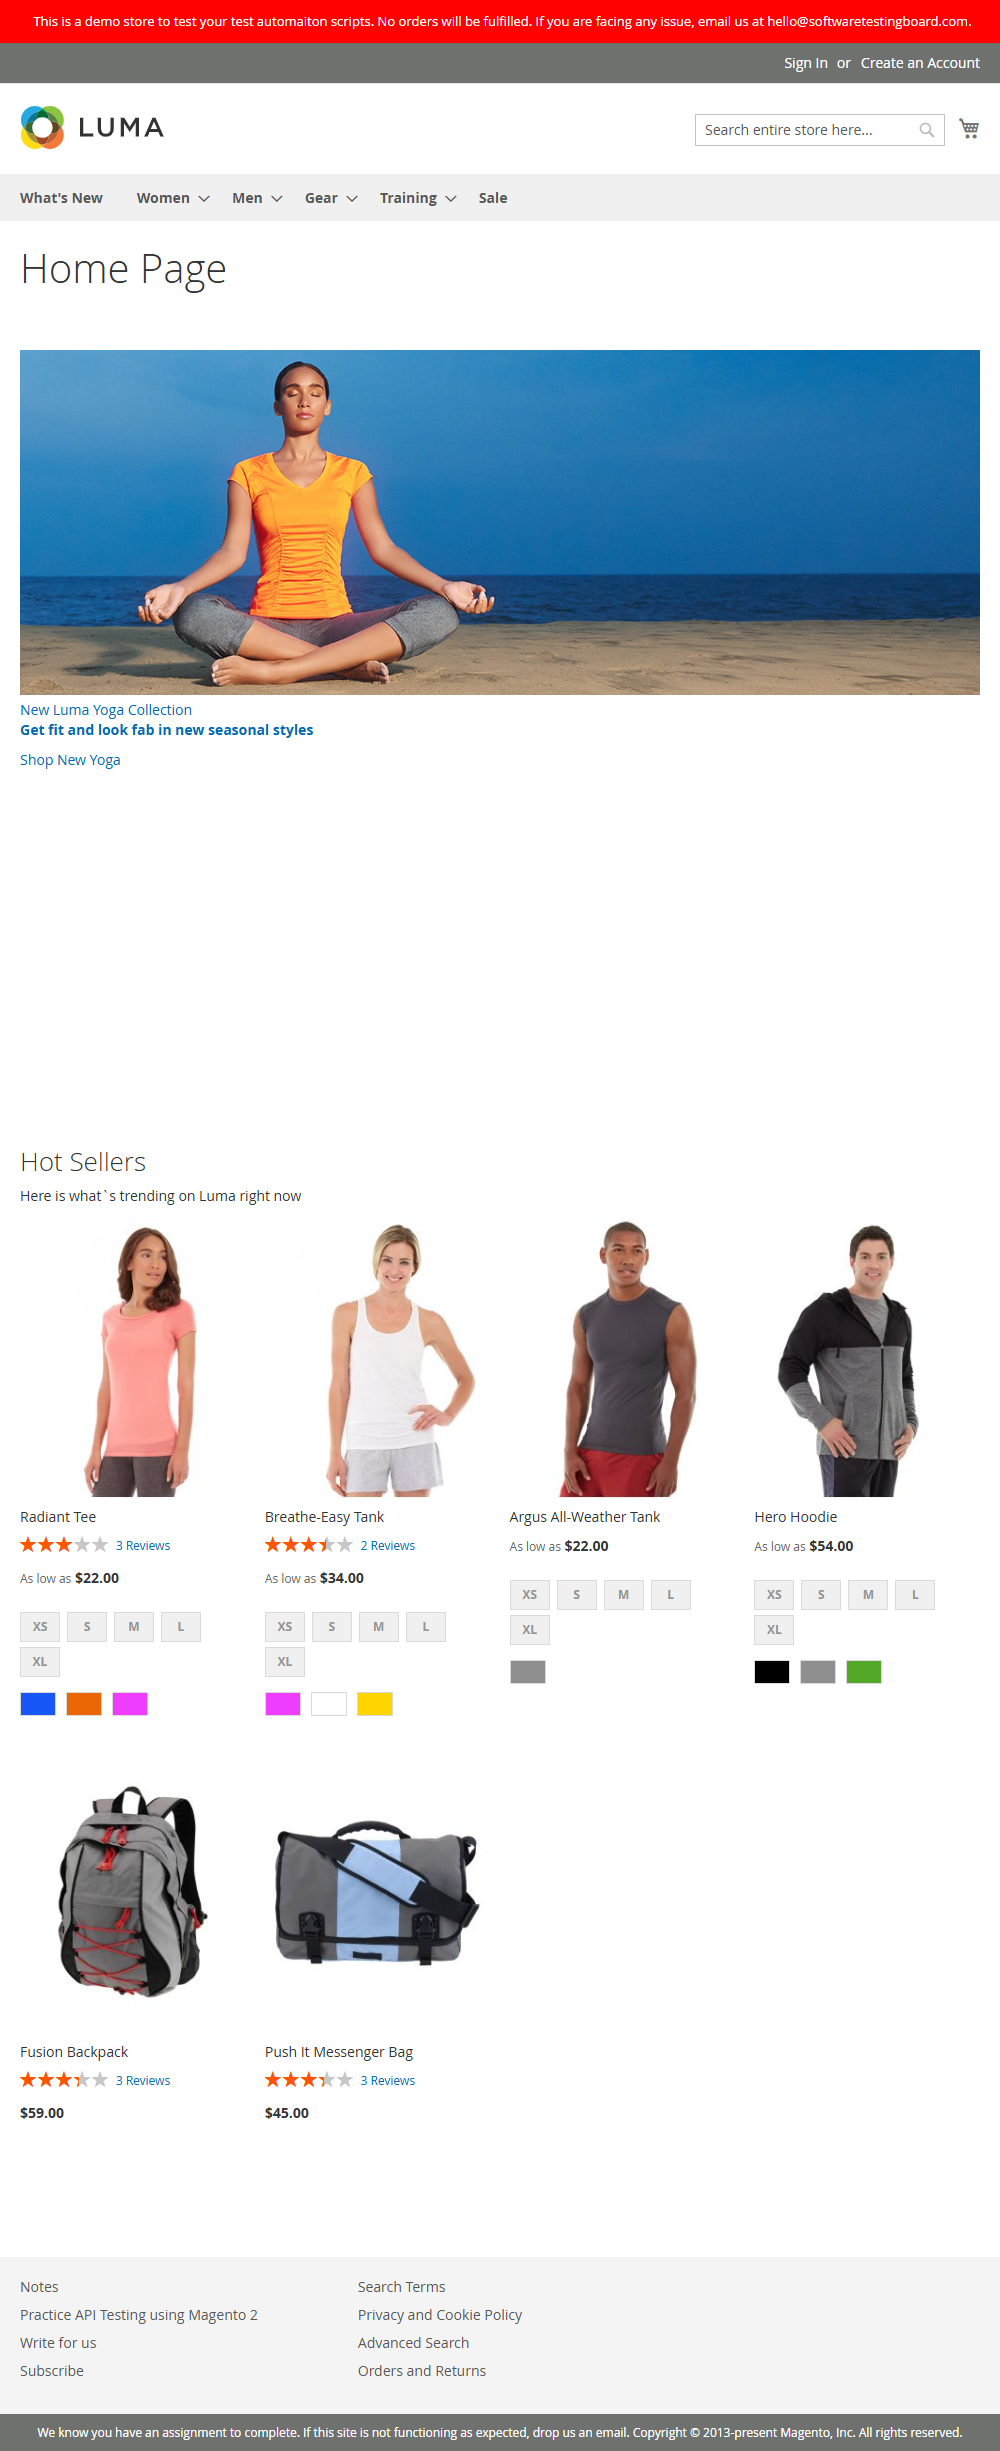 This is a demo store to test your test automaiton scripts. No orders will be fulfilled. If you are facing any issue, email us at hello@softwaretestingboard.com.
Sign In or Create an Account
LUMA
Search entire store here...
What's New Women Men Gear Training Sale
Home Page
New Luma Yoga Collection
Get fit and look fab in new seasonal styles
Shop New Yoga
Hot Sellers
Here is what`s trending on Luma right now
Radiant Tee
3 Reviews
As low as $22.00
XS S M L
XL
Breathe-Easy Tank
2 Reviews
As low as $34.00
XS S M L
XL
Argus All-Weather Tank
As low as $22.00
XS S M L
XL
Hero Hoodie
As low as $54.00
XS S M L
XL
Fusion Backpack
3 Reviews
$59.00
Push It Messenger Bag
3 Reviews
$45.00
Notes
Practice API Testing using Magento 2
Write for us
Subscribe
Search Terms
Privacy and Cookie Policy
Advanced Search
Orders and Returns
We know you have an assignment to complete. If this site is not functioning as expected, drop us an email. Copyright © 2013-present Magento, Inc. All rights reserved.